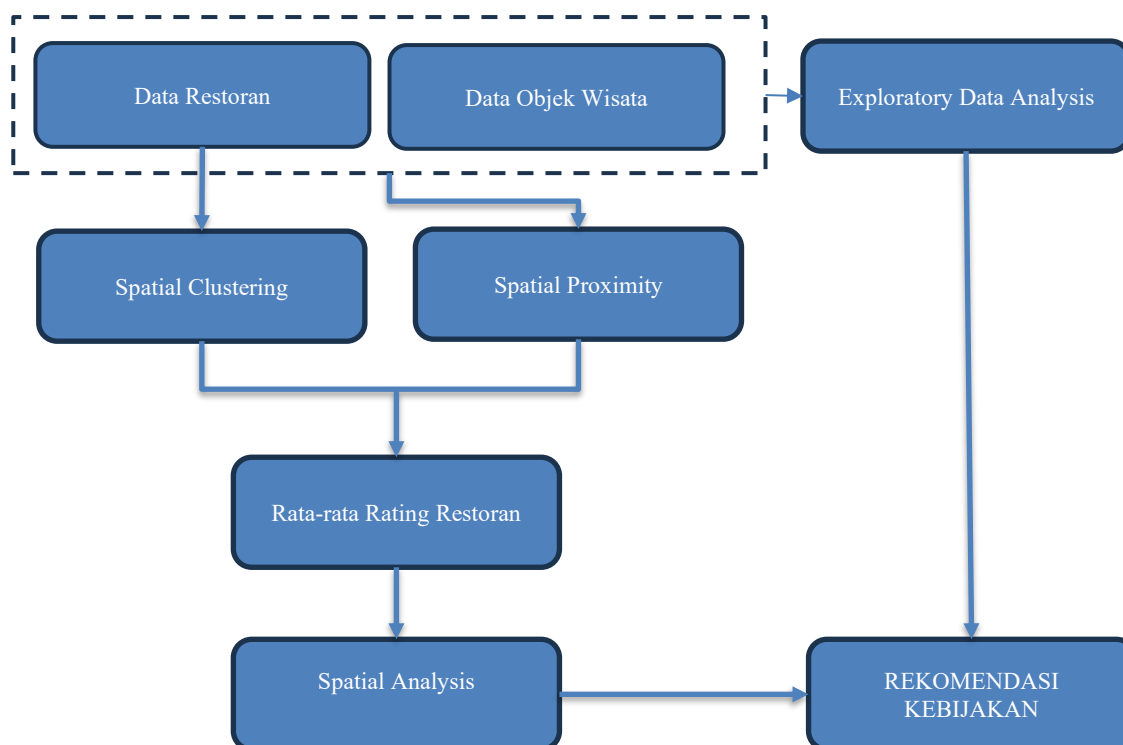 Data Restoran
Data Objek Wisata
Exploratory Data Analysis
Spatial Clustering
Spatial Proximity
Rata-rata Rating Restoran
Spatial Analysis
REKOMENDASI
KEBIJAKAN